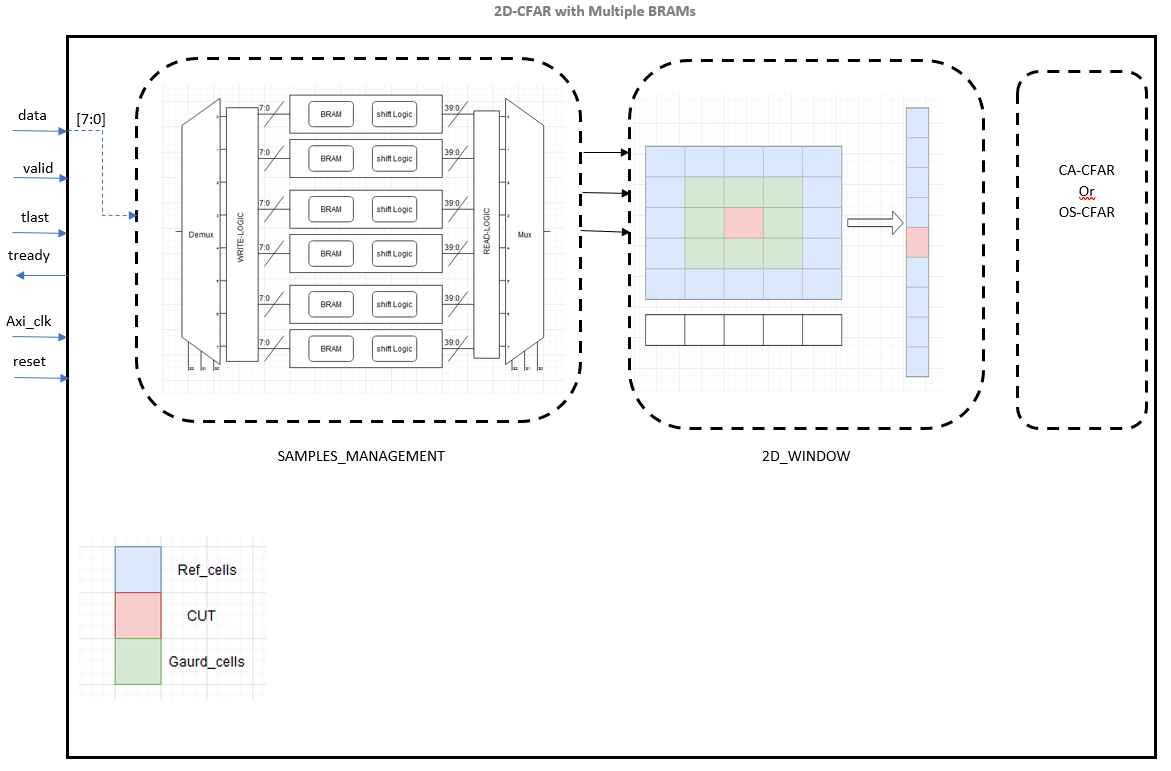 2D-CFAR with Multiple BRAMs
data
[7:0]
valid
tlast
tready
Axi_clk
reset
Demux
WRITE-LOGIC
7:0
BRAM
shift Logic
39:0
7:0
BRAM
shift Logic
39:0
7:0
BRAM
shift Logic
39:0
7:0
BRAM
shift Logic
39:0
7:0
BRAM
shift Logic
39:0
7:0
BRAM
shift Logic
39:0
READ-LOGIC
Mux
CA-CFAR
Or
OS-CFAR
SAMPLES_MANAGEMENT
2D_WINDOW
Ref_cells
CUT
Gaurd_cells